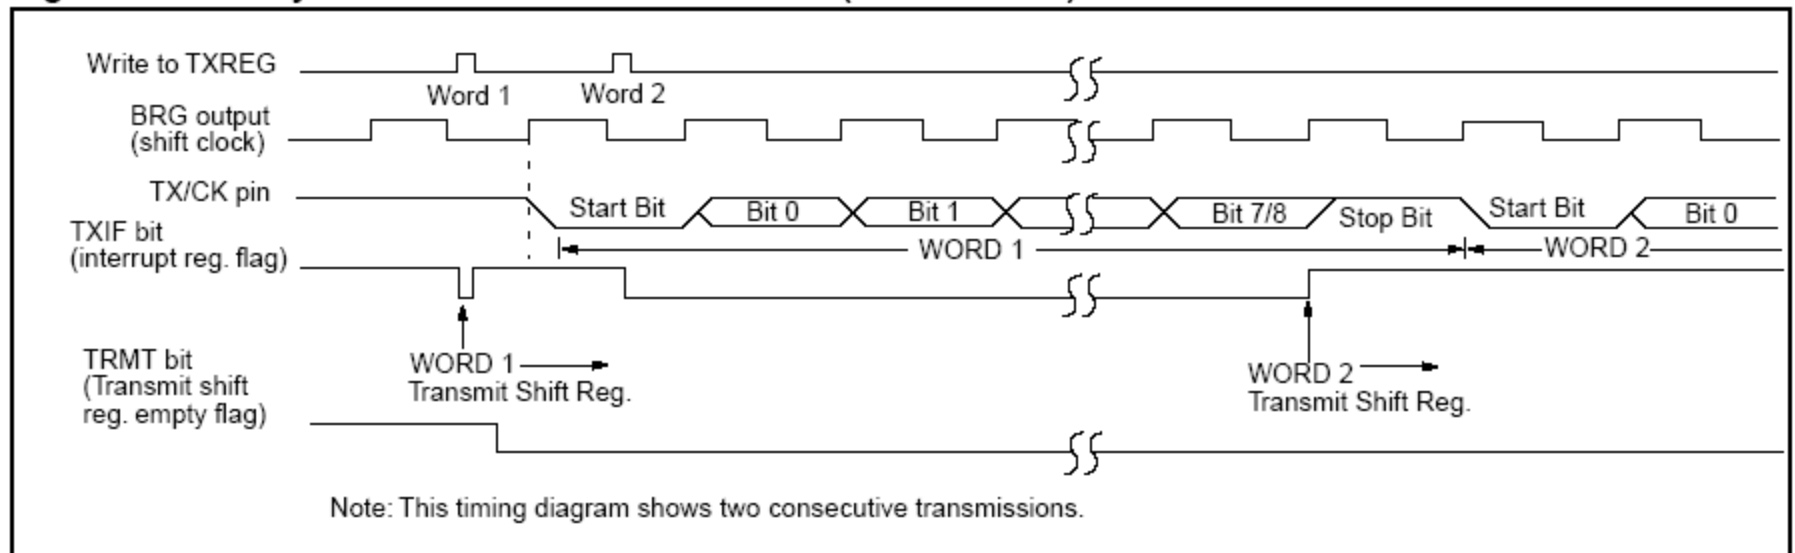 Write to TXREG
Word 1
Word 2
BRG output
(shift clock)
TX/CK pin
Start Bit
Bit 0
Bit 1
Bit 7/8
Stop Bit
Start Bit
Bit 0
TXIF bit
(interrupt reg. flag)
WORD 1
WORD 2
TRMT bit
(Transmit shift
reg. empty flag)
WORD 1
Transmit Shift Reg.
WORD 2
Transmit Shift Reg.
Note: This timing diagram shows two consecutive transmissions.